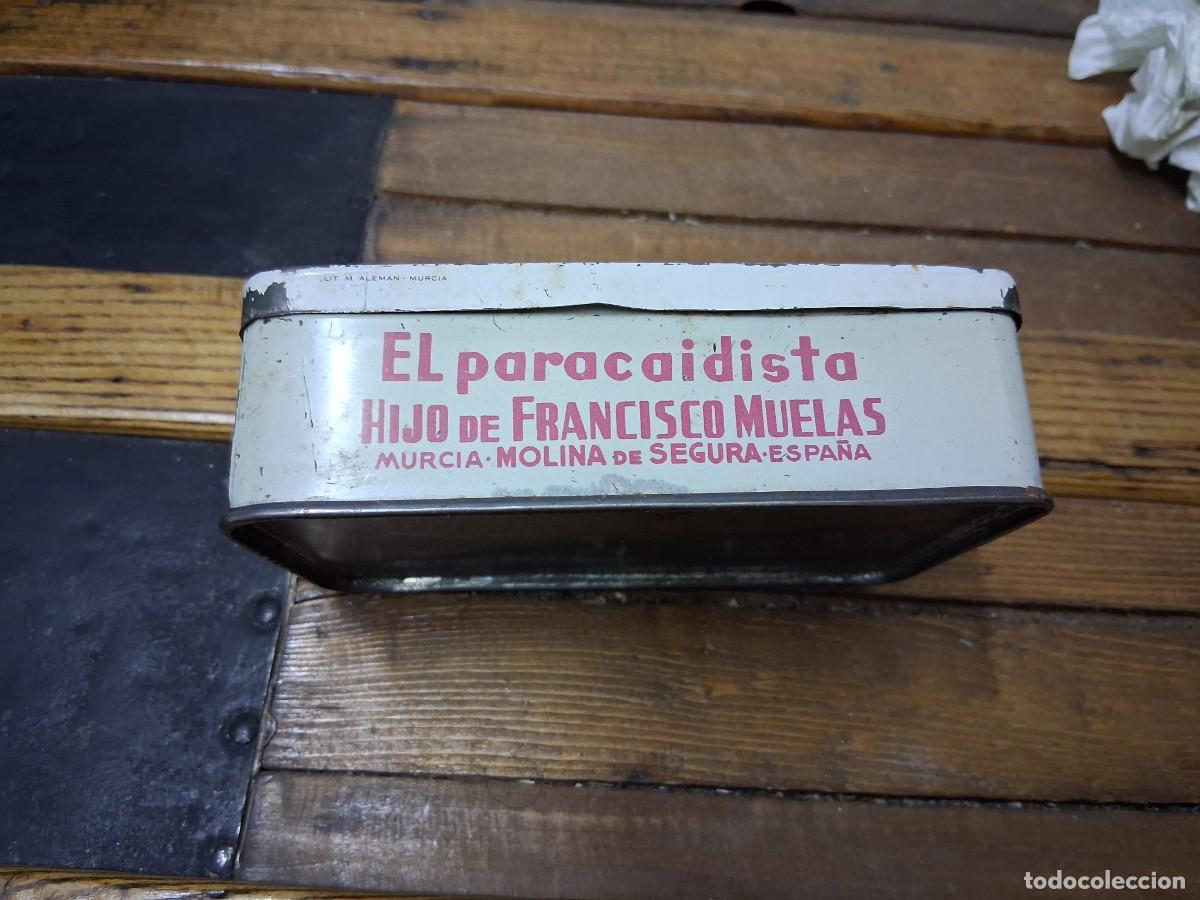 LIT. M. ALEMAN - MURCIA
EL paracaidista
HIJO DE FRANCISCO MUELAS
MURCIA·MOLINA DE SEGURA·ESPAÑA
todocoleccion